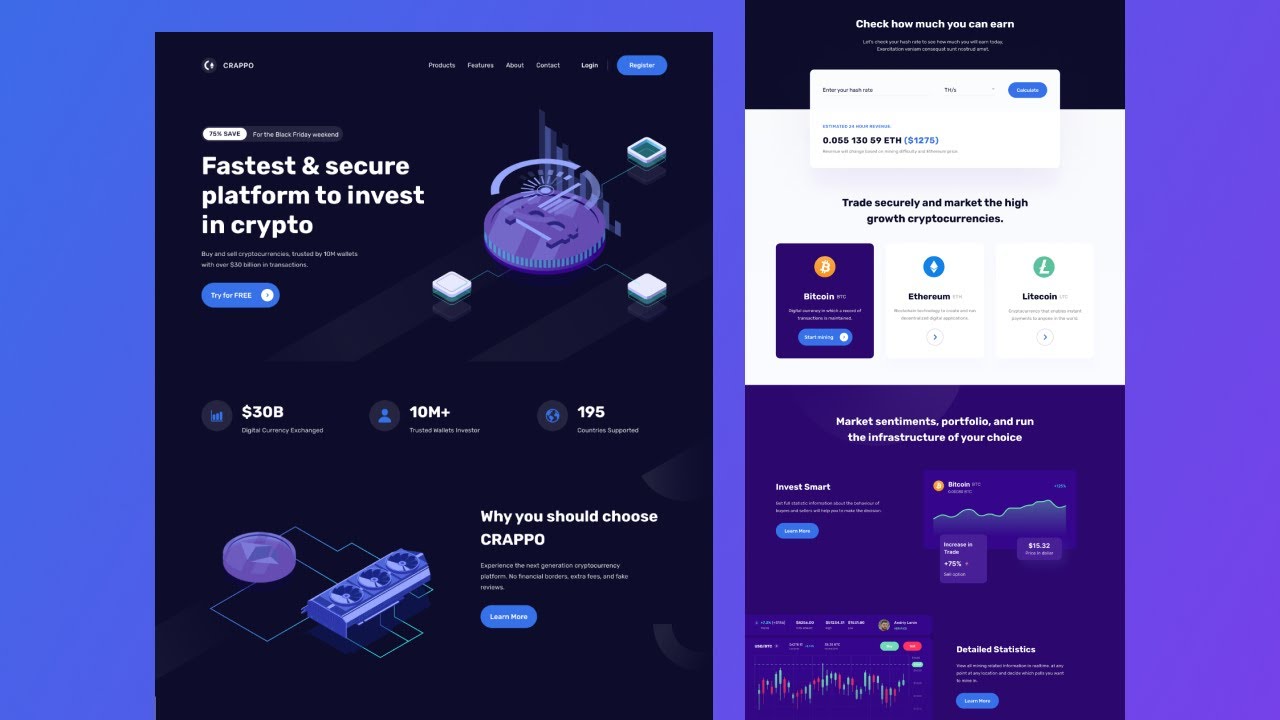 CRAPPO
Products Features About Contact Login Register
75% SAVE For the Black Friday weekend
Fastest & secure
platform to invest
in crypto
Buy and sell cryptocurrencies, trusted by 10M wallets
with over $30 billion in transactions.
Try for FREE
$30B
Digital Currency Exchanged
10M+
Trusted Wallets Investor
195
Countries Supported
Why you should choose
CRAPPO
Experience the next generation cryptocurrency
platform. No financial borders, extra fees, and fake
reviews.
Learn More
Check how much you can earn
Let's check your hash rate to see how much you will earn today,
Exercitation veniam consequat sunt nostrud amet.
Enter your hash rate TH/s Calculate
ESTIMATED 24 HOUR REVENUE:
0.055 130 59 ETH ($1275)
Revenue will change based on mining difficulty and Ethereum price.
Trade securely and market the high
growth cryptocurrencies.
Bitcoin BTC
Digital currency in which a record of
transactions is maintained.
Start mining
Ethereum ETH
Blockchain technology to create and run
decentralized digital applications.
Litecoin LTC
Cryptocurrency that enables instant
payments to anyone in the world.
Market sentiments, portfolio, and run
the infrastructure of your choice
Invest Smart
Get full statistic information about the behaviour of
buyers and sellers will help you to make the decision.
Learn More
Bitcoin BTC
Increase in
Trade
+75%
Sell option
$15.32
Price in dollar
USD/BTC
Detailed Statistics
View all mining related information in realtime, at any
point at any location and decide which polls you want
to mine in.
Learn More